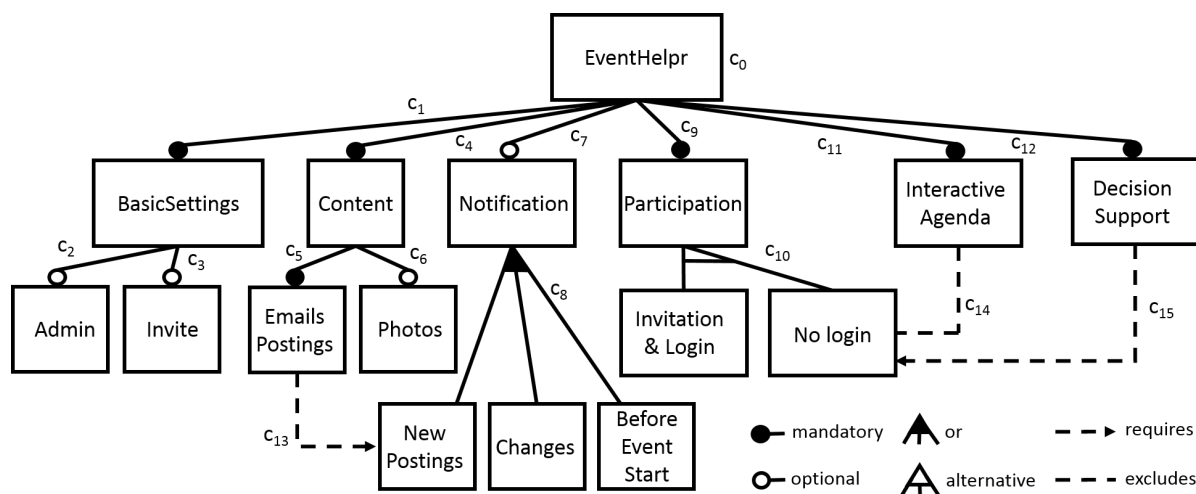 EventHelpr
c0
c1
c4
c7
c9
c11
c12
BasicSettings
Content
Notification
Participation
Interactive
Agenda
Decision
Support
c2
c3
c5
c6
c8
c10
Admin
Invite
Emails
Postings
Photos
Invitation
& Login
No login
c14
c15
c13
New
Postings
Changes
Before
Event
Start
mandatory
or
requires
optional
alternative
excludes